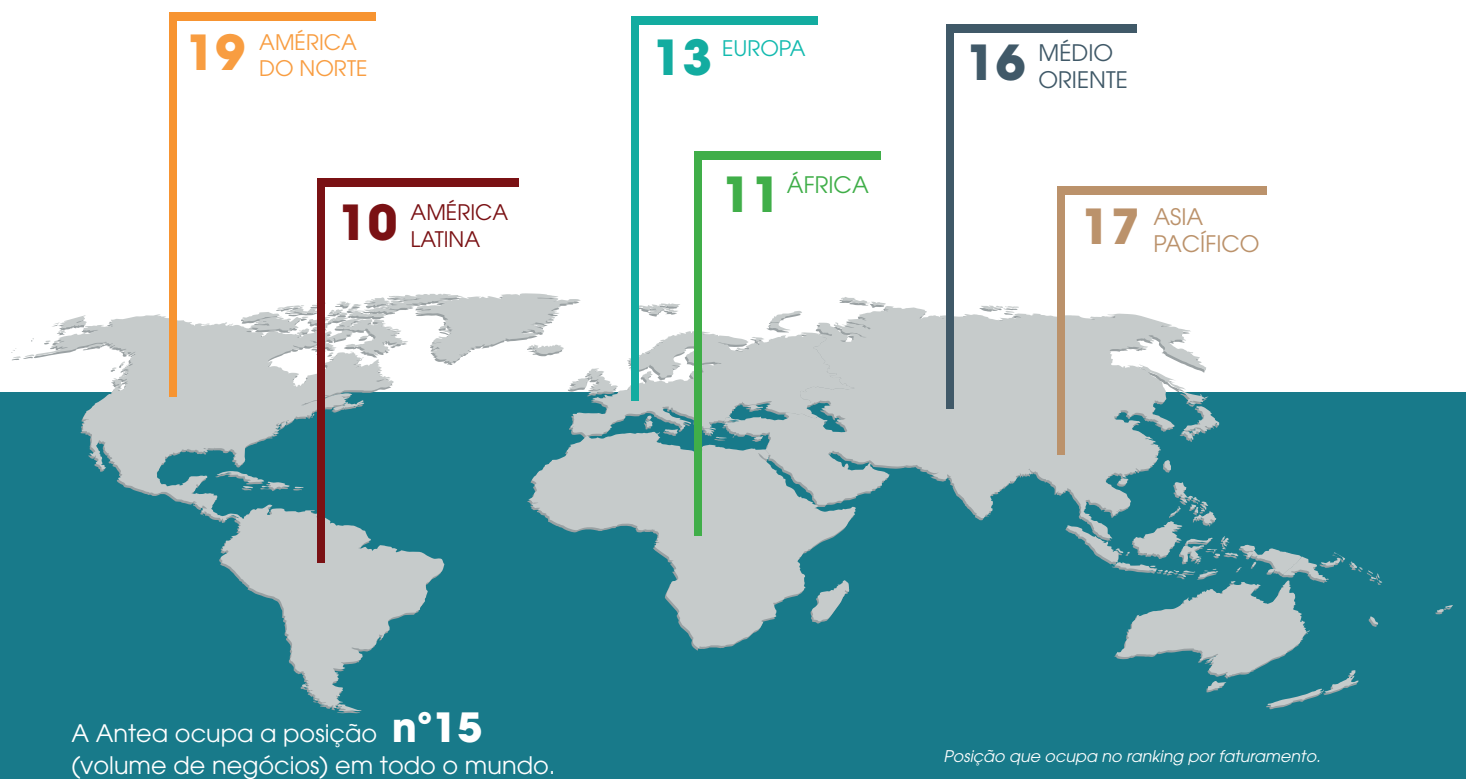 19 AMÉRICA
DO NORTE
13 EUROPA
16 MÉDIO
ORIENTE
10 AMÉRICA
LATINA
11 ÁFRICA
17 ASIA
PACÍFICO
A Antea ocupa a posição n°15
(volume de negócios) em todo o mundo.
Posição que ocupa no ranking por faturamento.